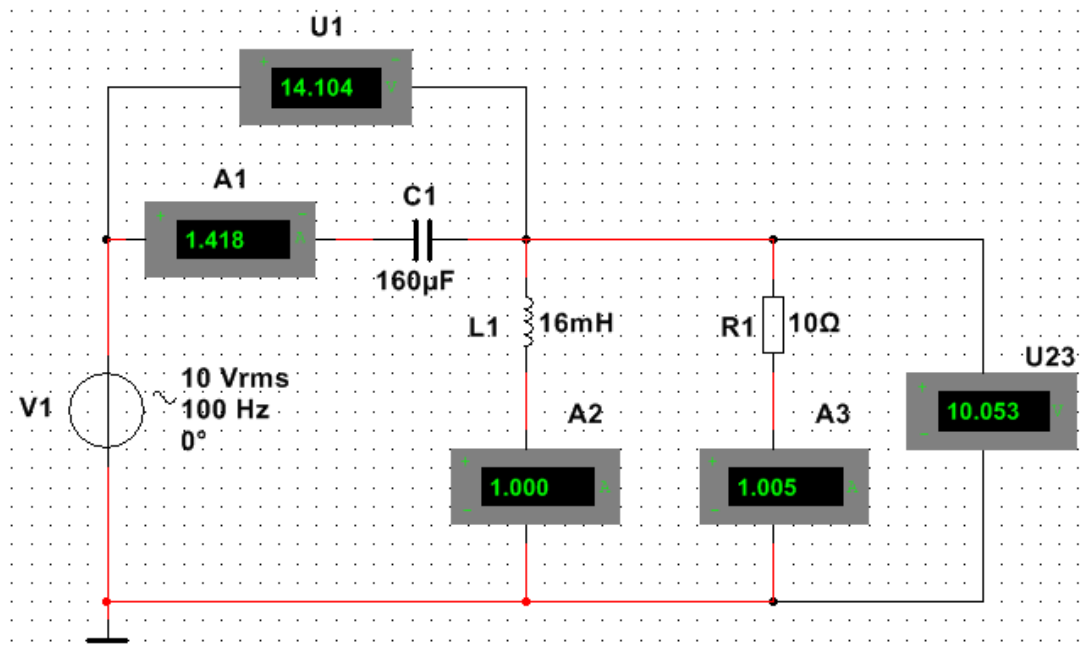 U1
+ -
14.104 V
A1
+ -
1.418 A
C1
160µF
L1
16mH
R1
10Ω
U23
+
10.053 V
-
V1
10 Vrms
100 Hz
0°
A2
+
1.000 A
-
A3
+
1.005 A
-